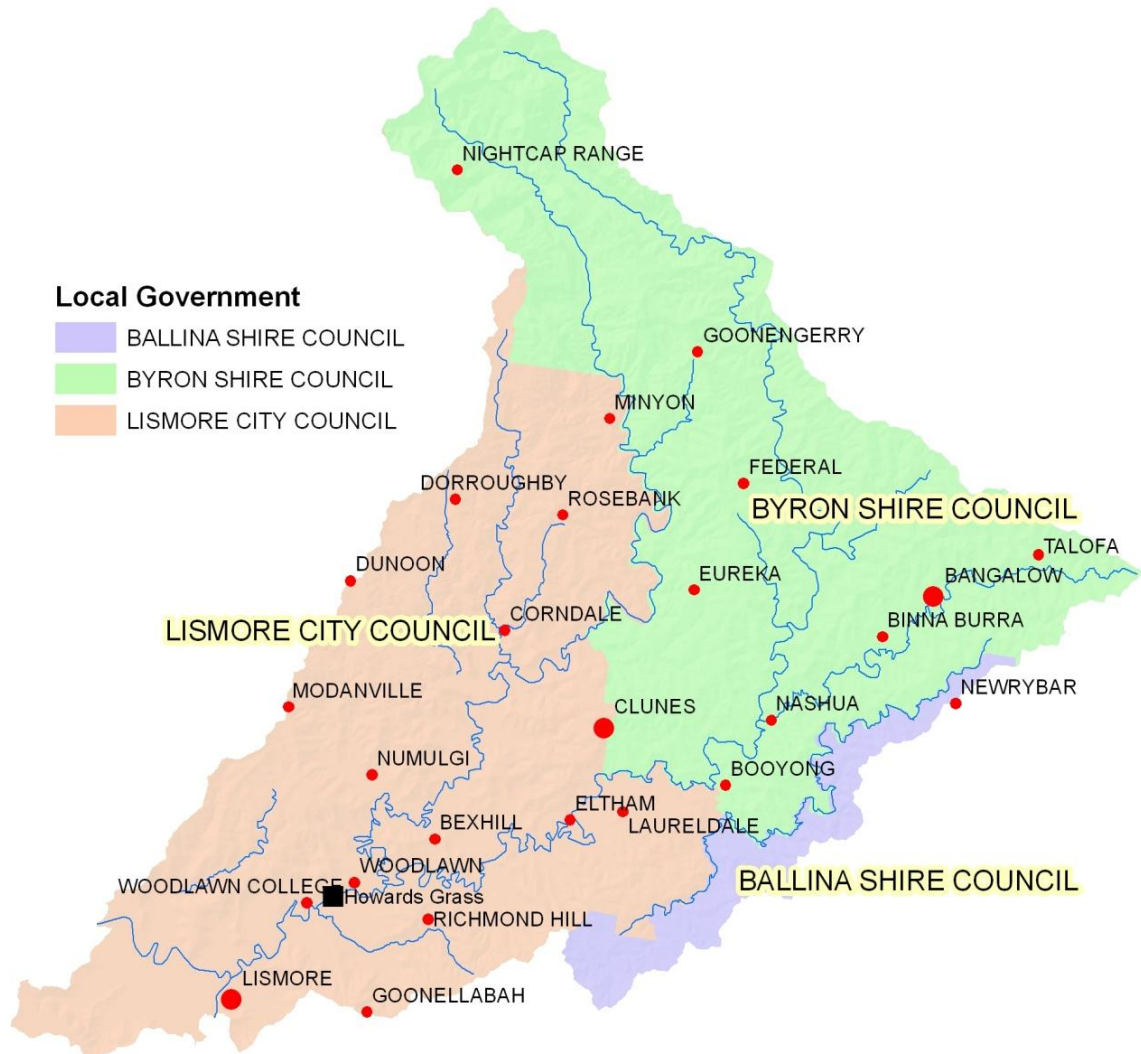 NIGHTCAP RANGE
Local Government
BALLINA SHIRE COUNCIL
BYRON SHIRE COUNCIL
LISMORE CITY COUNCIL
GOONENGERRY
MINYON
FEDERAL
DORROUGHBY
ROSEBANK
BYRON SHIRE COUNCIL
TALOFA
DUNOON
EUREKA
BANGALOW
CORNDALE
BINNA BURRA
LISMORE CITY COUNCIL
MODANVILLE
NEWRYBAR
CLUNES
NASHUA
NUMULGI
BOOYONG
ELTHAM
BEXHILL
LAURELDALE
WOODLAWN
BALLINA SHIRE COUNCIL
WOODLAWN COLLEGE
Howards Grass
RICHMOND HILL
LISMORE
GOONELLABAH